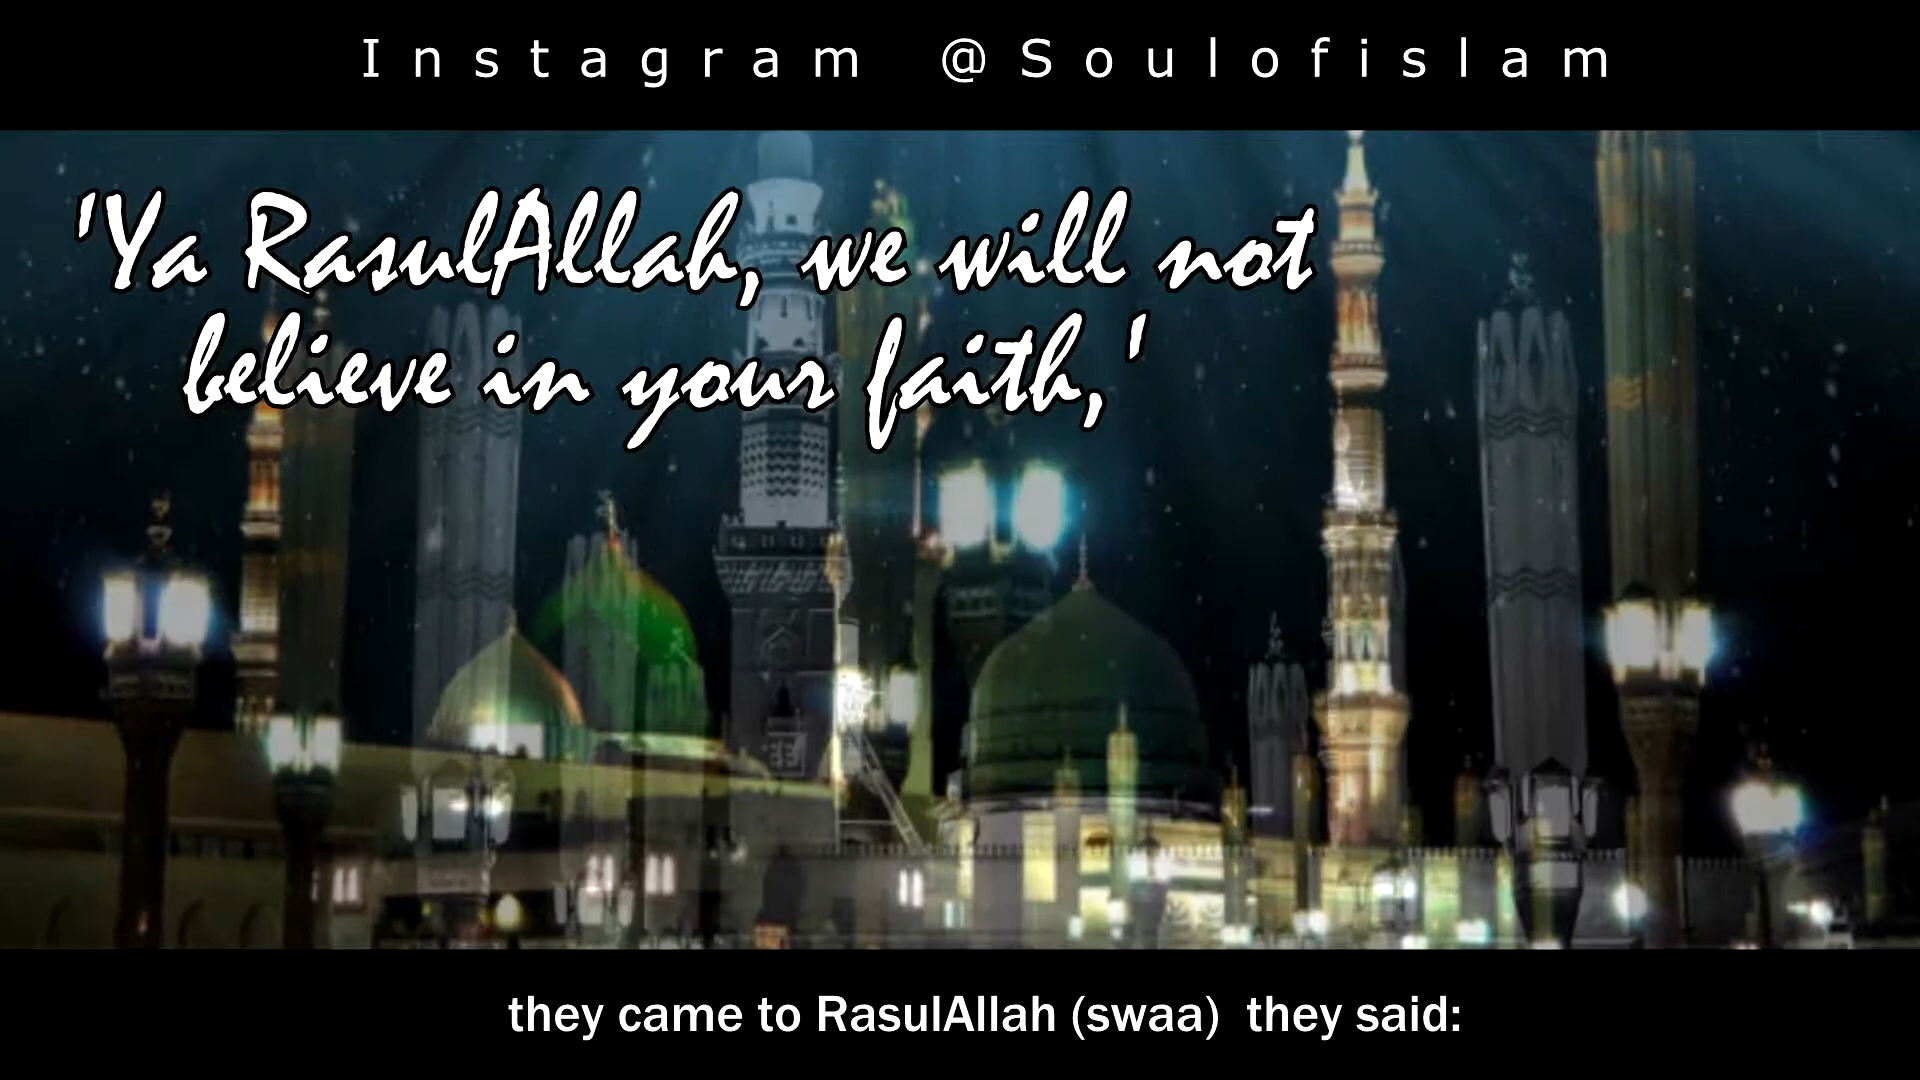 Instagram @Soulofislam
'Ya RasulAllah, we will not
believe in your faith,'
they came to RasulAllah (swaa) they said: